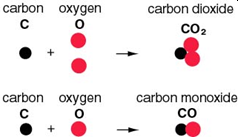 carbon oxygen carbon dioxide
C O CO₂
+
carbon oxygen carbon monoxide
C O CO
+